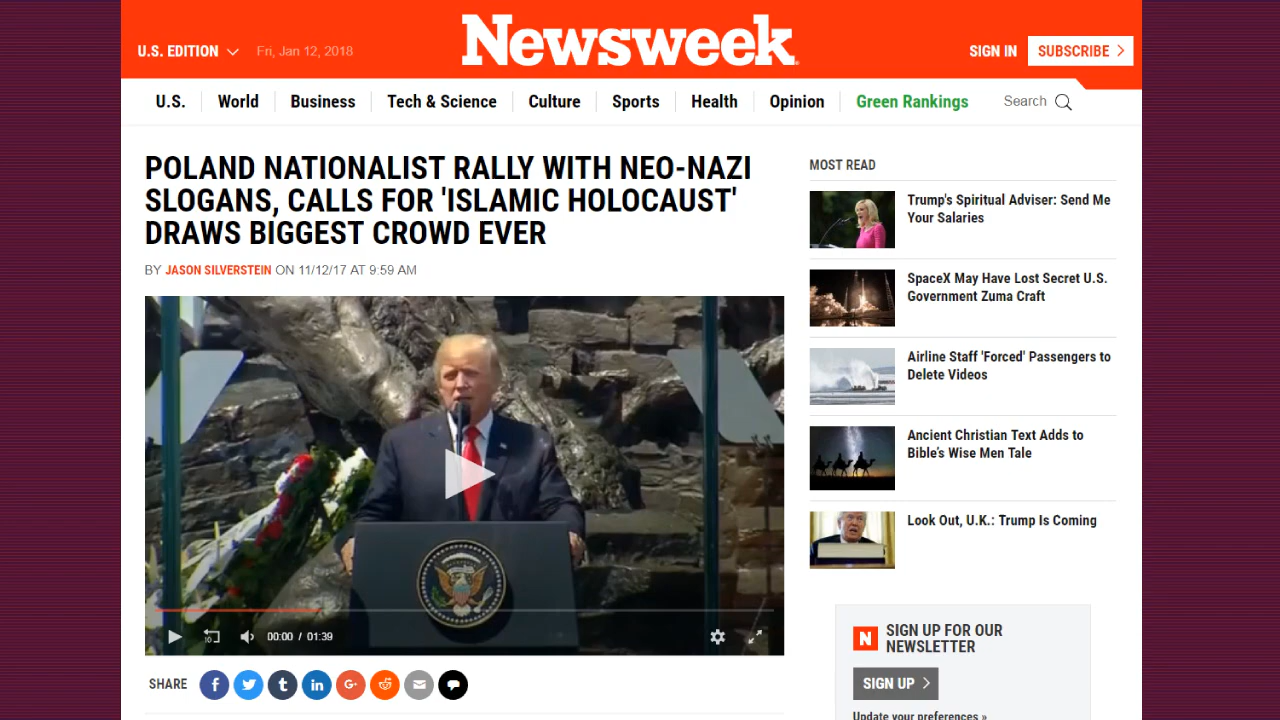 U.S. EDITION
Fri, Jan 12, 2018
Newsweek
SIGN IN
SUBSCRIBE
U.S.
World
Business
Tech & Science
Culture
Sports
Health
Opinion
Green Rankings
Search
POLAND NATIONALIST RALLY WITH NEO-NAZI
SLOGANS, CALLS FOR 'ISLAMIC HOLOCAUST'
DRAWS BIGGEST CROWD EVER
BY JASON SILVERSTEIN ON 11/12/17 AT 9:59 AM
10
00:00 / 01:39
SHARE
MOST READ
Trump's Spiritual Adviser: Send Me
Your Salaries
SpaceX May Have Lost Secret U.S.
Government Zuma Craft
Airline Staff 'Forced' Passengers to
Delete Videos
Ancient Christian Text Adds to
Bible's Wise Men Tale
Look Out, U.K.: Trump Is Coming
N
SIGN UP FOR OUR
NEWSLETTER
SIGN UP
Update your preferences »